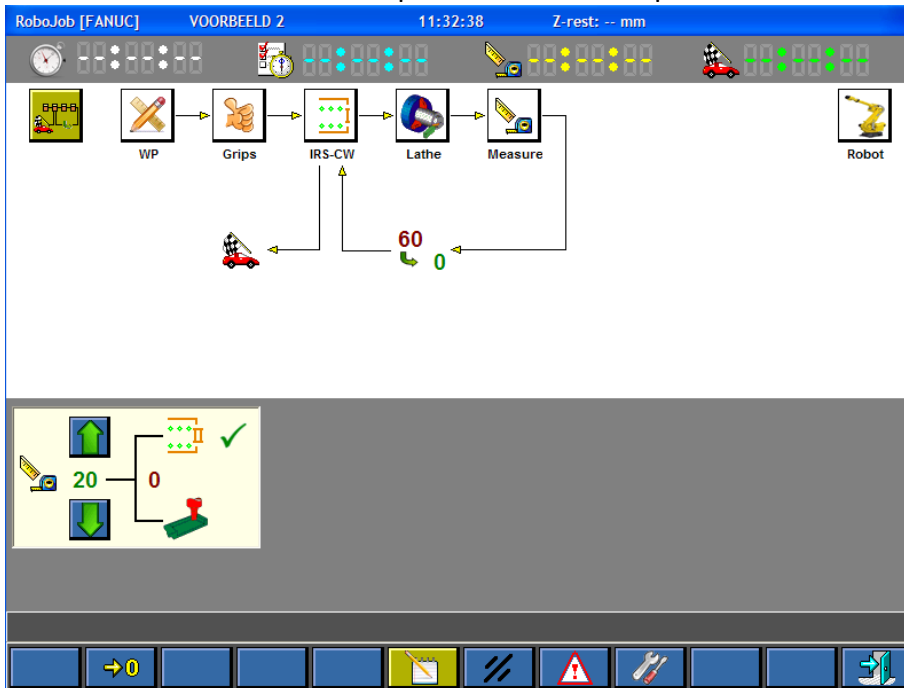 RoboJob [FANUC] VOORBEELD 2 11:32:38 Z-rest: -- mm
--:--:-- --:--:-- --:--:-- --:--:--
WP Grips IRS-CW Lathe Measure Robot
60
0
20 0
→0